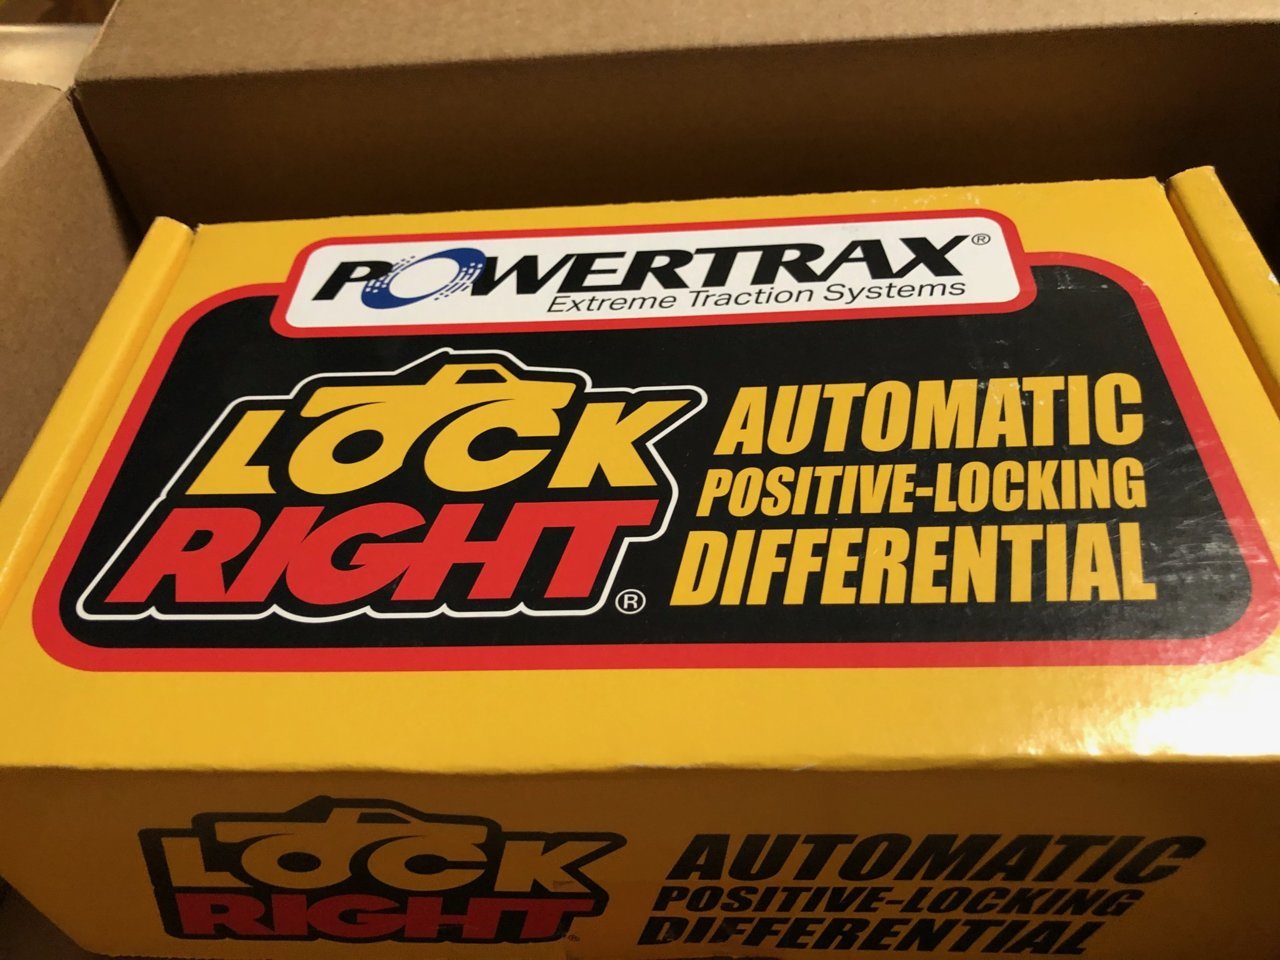 POWERTRAX®
Extreme Traction Systems
LOCK
RIGHT®
AUTOMATIC
POSITIVE-LOCKING
DIFFERENTIAL
LOCK
RIGHT®
AUTOMATIC
POSITIVE-LOCKING
DIFFERENTIAL